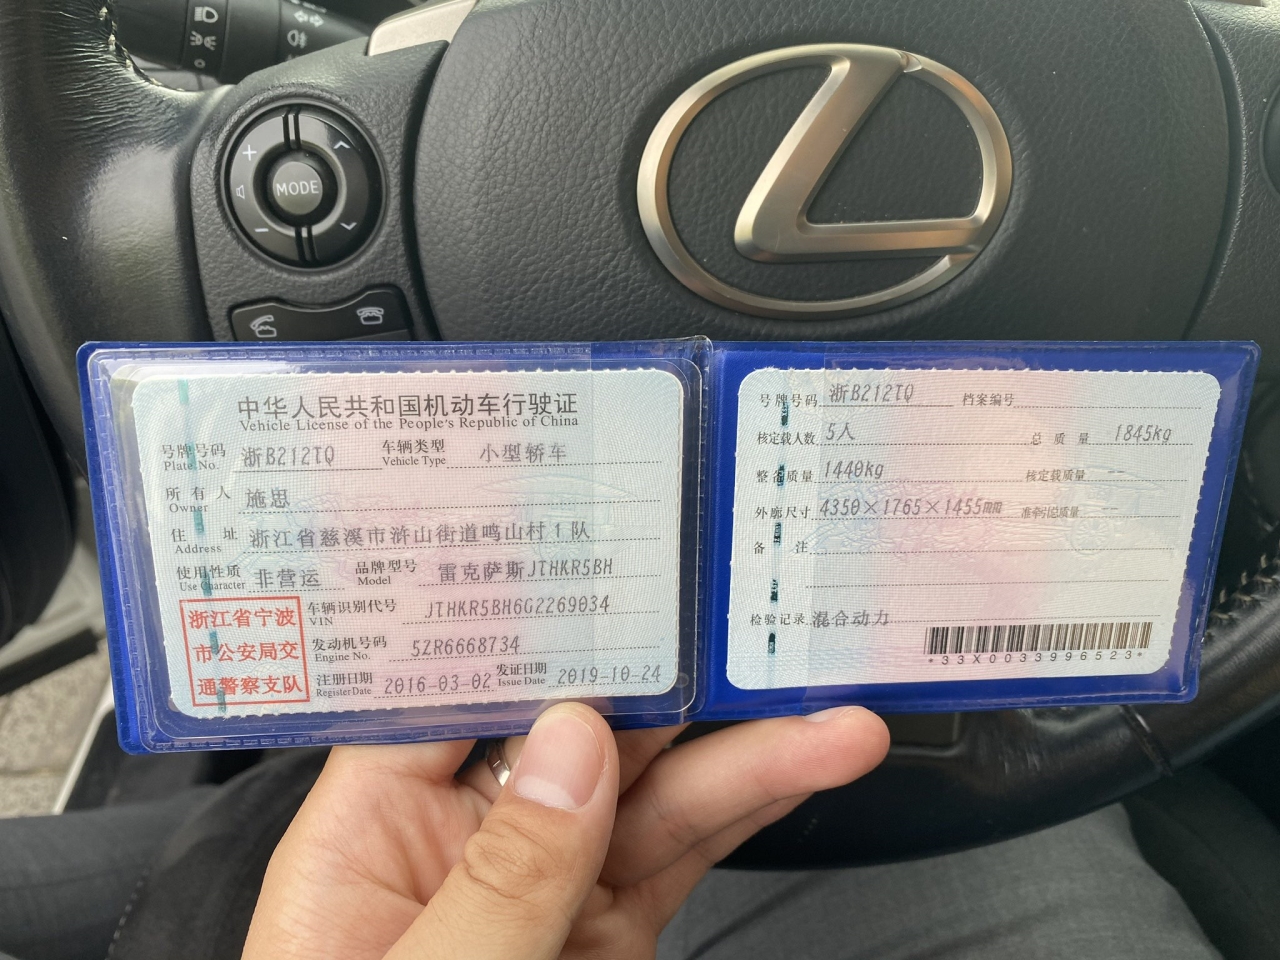 MODE
中华人民共和国机动车行驶证
Vehicle License of the People's Republic of China
号牌号码 浙B212TQ 车辆类型 小型轿车
Plate No. Vehicle Type
所有人 施思
Owner
住址 浙江省慈溪市浒山街道鸣山村1队
Address
使用性质 非营运 品牌型号 雷克萨斯JTHKR5BH
Use Character Model
浙江省宁波
市公安局交
通警察支队
车辆识别代号 JTHKR5BH6G2269034
VIN
发动机号码 5ZR6668734
Engine No.
注册日期 2016-03-02 发证日期 2019-10-24
Register Date Issue Date
号牌号码 浙B212TQ 档案编号
核定载人数 5人 总质量 1845kg
整备质量 1440kg 核定载质量 --
外廓尺寸 4350×1765×1455mm 准牵引总质量 --
备注
检验记录 混合动力
*33X0033996523*